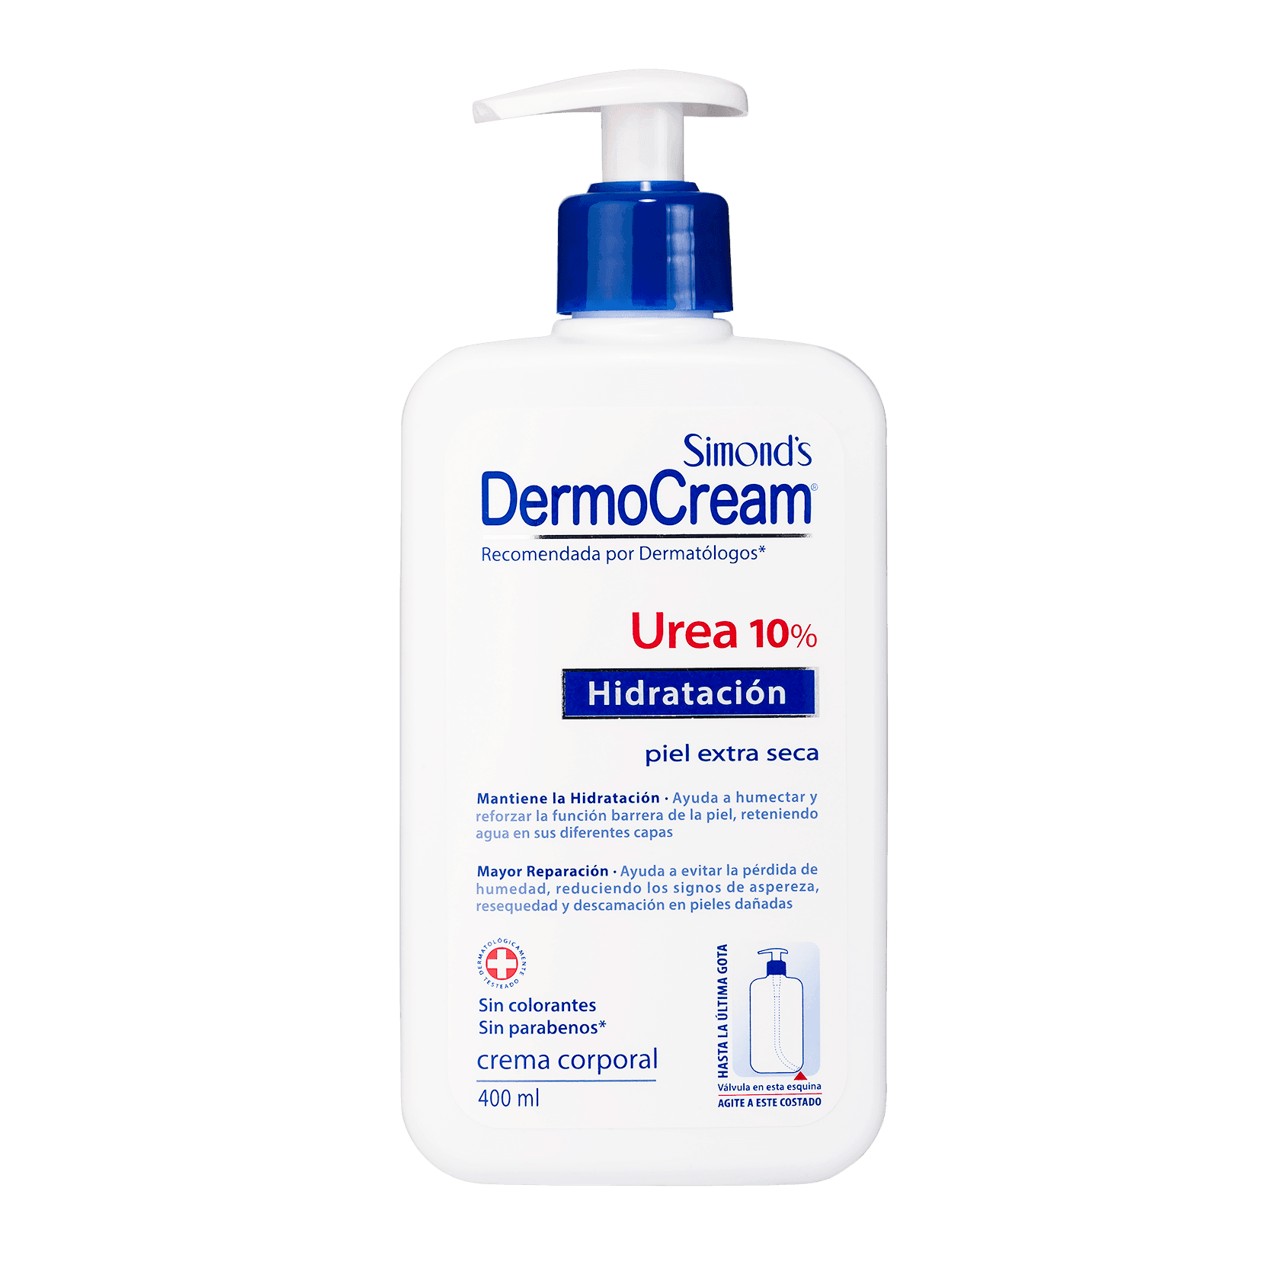 Simond's
DermoCream®
Recomendada por Dermatólogos*
Urea 10%
Hidratación
piel extra seca
Mantiene la Hidratación · Ayuda a humectar y
reforzar la función barrera de la piel, reteniendo
agua en sus diferentes capas
Mayor Reparación · Ayuda a evitar la pérdida de
humedad, reduciendo los signos de aspereza,
resequedad y descamación en pieles dañadas
DERMATOLÓGICAMENTE
TESTEADO
Sin colorantes
Sin parabenos*
crema corporal
400 ml
HASTA LA ÚLTIMA GOTA
Válvula en esta esquina
AGITE A ESTE COSTADO